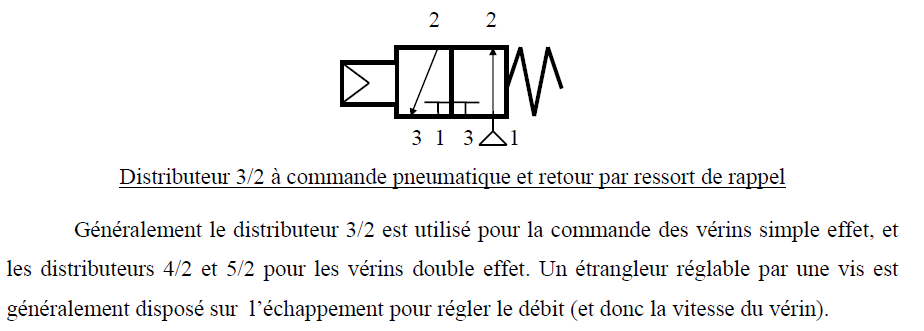 2 2
3 1 3 1
Distributeur 3/2 à commande pneumatique et retour par ressort de rappel
Généralement le distributeur 3/2 est utilisé pour la commande des vérins simple effet, et
les distributeurs 4/2 et 5/2 pour les vérins double effet. Un étrangleur réglable par une vis est
généralement disposé sur l’échappement pour régler le débit (et donc la vitesse du vérin).